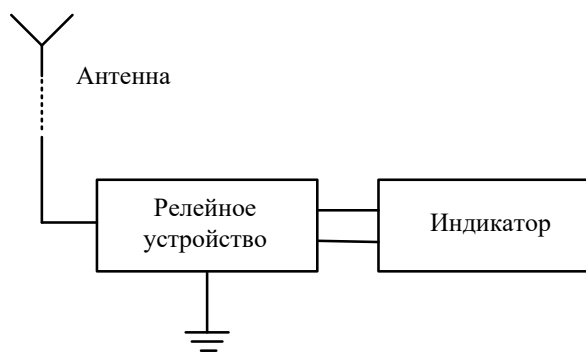 Антенна
Релейное
устройство
Индикатор